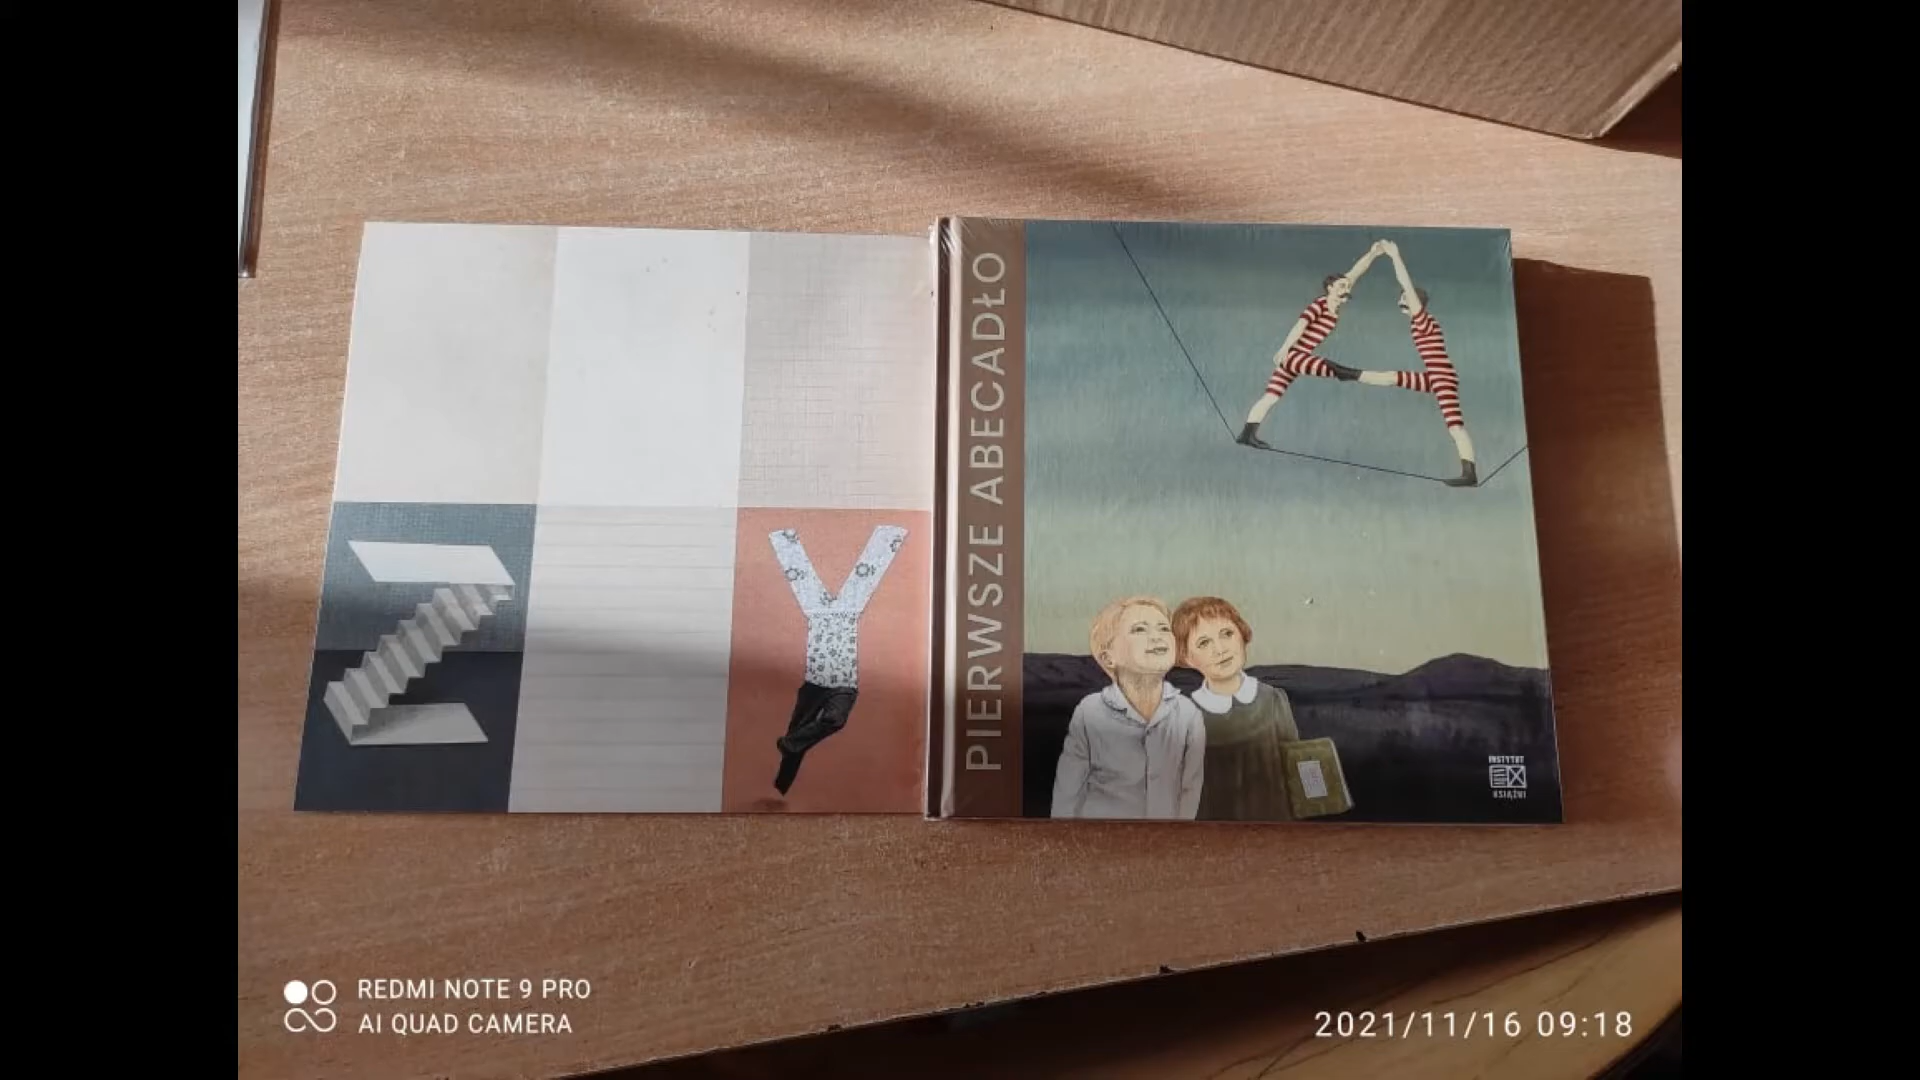 Z
Y
PIERWSZE ABECADŁO
A
INSTYTUT
KSIĄŻKI
REDMI NOTE 9 PRO
AI QUAD CAMERA
2021/11/16 09:18